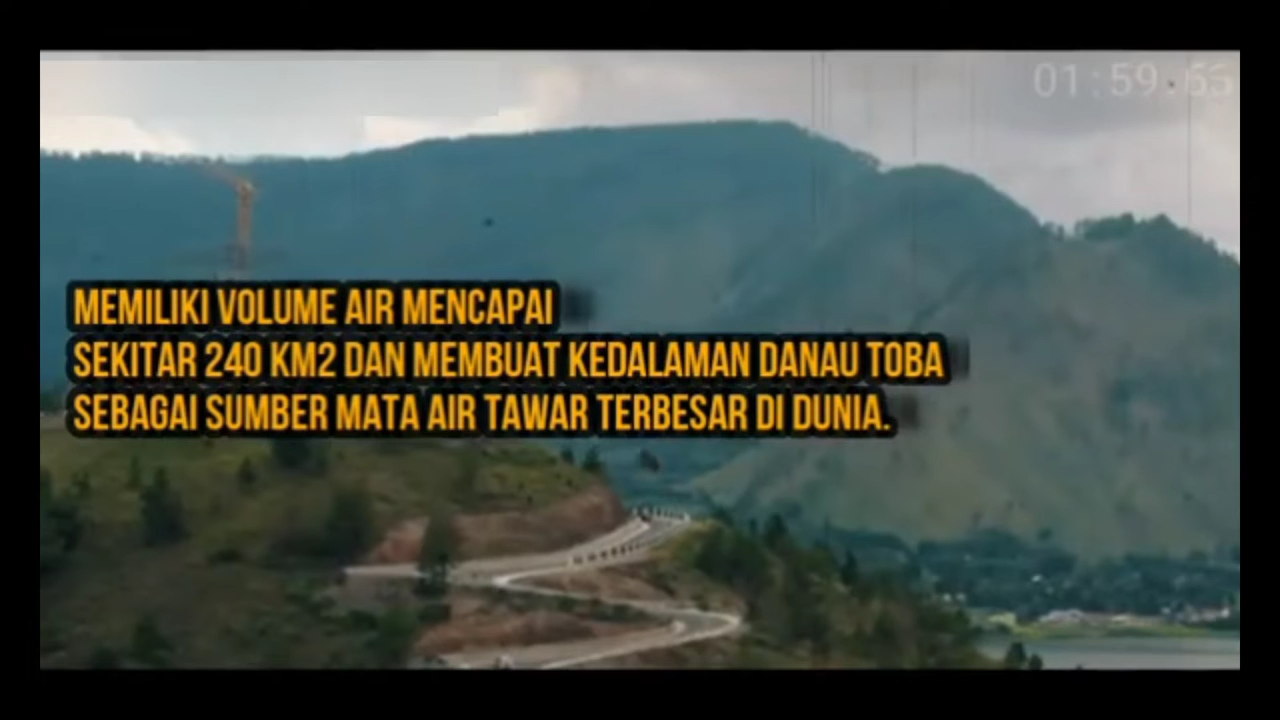 01:59:55
MEMILIKI VOLUME AIR MENCAPAI
SEKITAR 240 KM2 DAN MEMBUAT KEDALAMAN DANAU TOBA
SEBAGAI SUMBER MATA AIR TAWAR TERBESAR DI DUNIA.